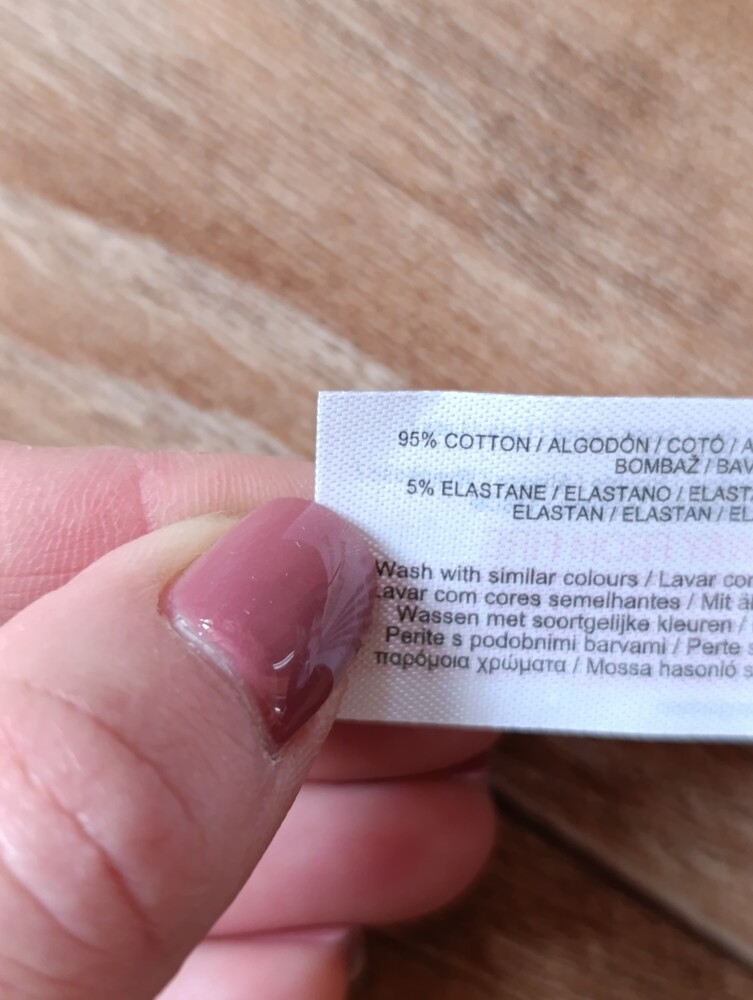 95% COTTON / ALGODÓN / COTÓ /
BOMBAŽ /
5% ELASTANE / ELASTANO /
ELASTAN / ELASTAN /
Wash with similar colours / Lavar
com cores semelhantes / Mit
Wassen met soortgelijke kleuren /
Perite s podobnimi barvami / Perte
παρόμοια χρώματα / Mossa hasonló